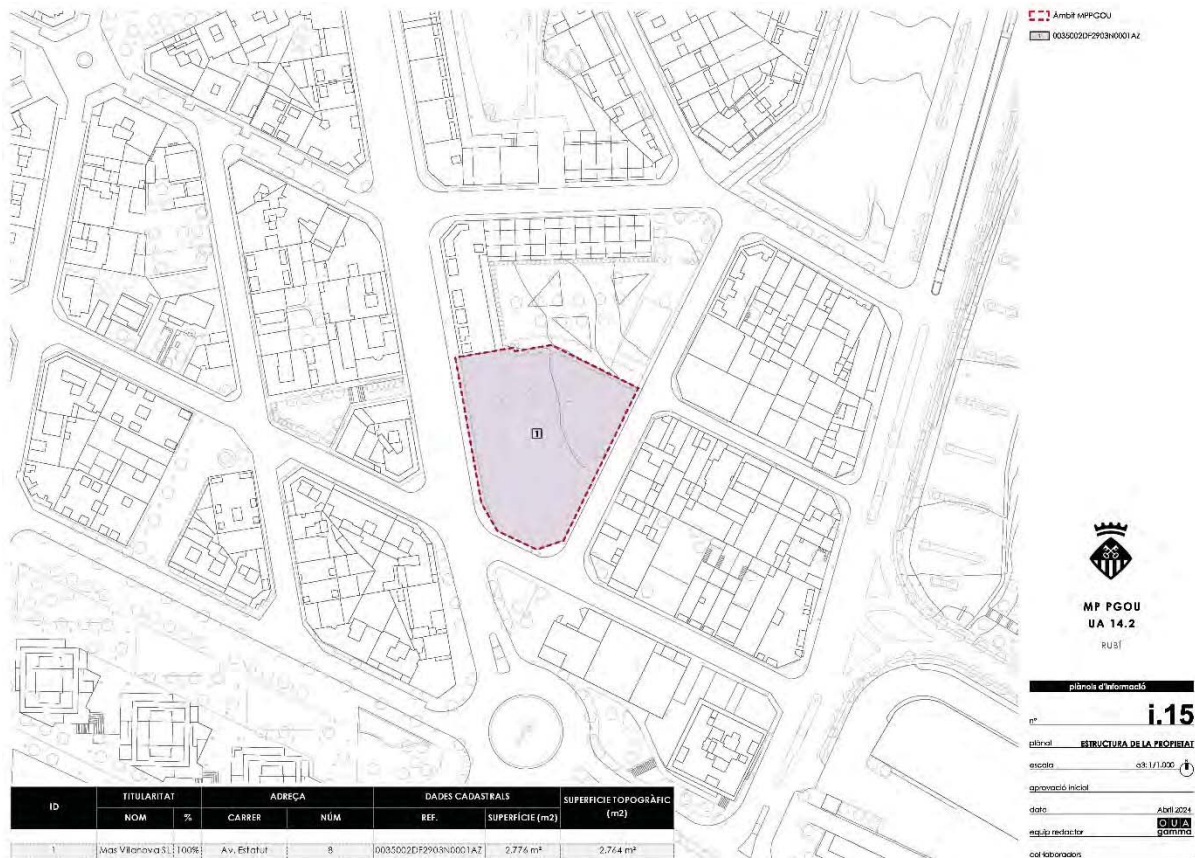 Àmbit MPPGOU
1 0035002DF2903N0001AZ
1
MP PGOU
UA 14.2
RUBÍ
plànols d'informació
nº i.15
plànol ESTRUCTURA DE LA PROPIETAT
escala a3: 1/1.000
aprovació inicial
data Abril 2024
equip redactor OUA gamma
col·laboradors
ID TITULARITAT ADREÇA DADES CADASTRALS SUPERFICIE TOPOGRÀFIC (m2)
NOM % CARRER NÚM REF. SUPERFÍCIE (m2)
1 Mas Vilanova SL 100% Av. Estatut 8 0035002DF2903N0001AZ 2.776 m² 2.764 m²